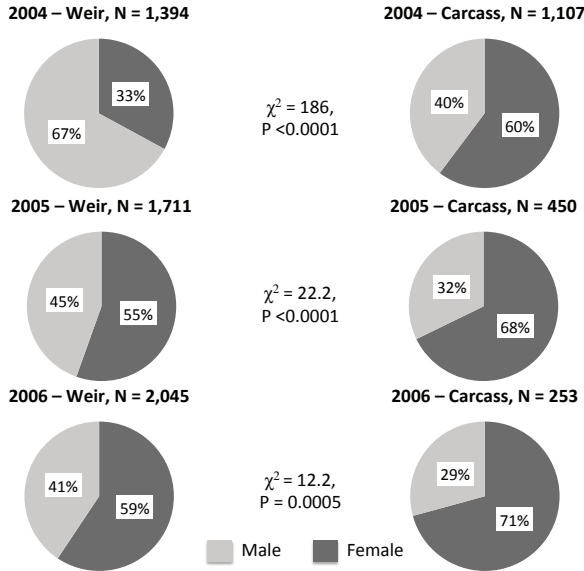 2004 – Weir, N = 1,394
2004 – Carcass, N = 1,107
33%
67%
χ² = 186,
P <0.0001
40%
60%
2005 – Weir, N = 1,711
2005 – Carcass, N = 450
45%
55%
χ² = 22.2,
P <0.0001
32%
68%
2006 – Weir, N = 2,045
2006 – Carcass, N = 253
41%
59%
χ² = 12.2,
P = 0.0005
29%
71%
Male
Female